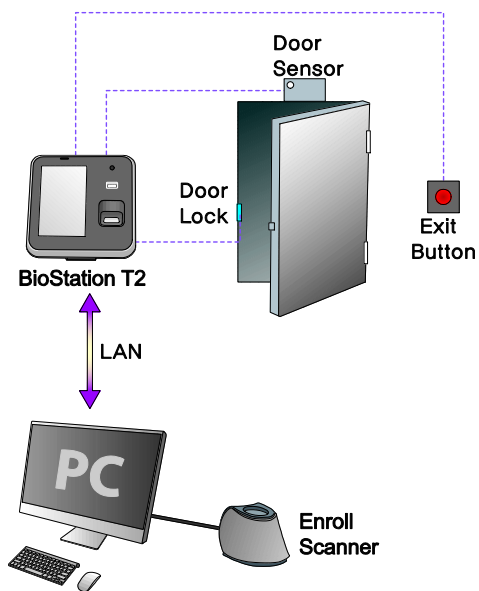 Door
Sensor
Door
Lock
Exit
Button
BioStation T2
LAN
PC
Enroll
Scanner